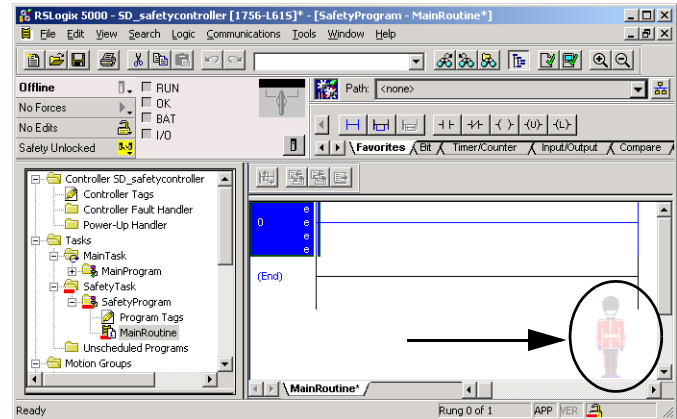 RSLogix 5000 - SD_safetycontroller [1756-L61S]* - [SafetyProgram - MainRoutine*]
File Edit View Search Logic Communications Tools Window Help
Offline
RUN
Path: <none>
No Forces
OK
BAT
No Edits
I/O
Safety Unlocked
Favorites Bit Timer/Counter Input/Output Compare
Controller SD_safetycontroller
Controller Tags
Controller Fault Handler
Power-Up Handler
Tasks
MainTask
MainProgram
SafetyTask
SafetyProgram
Program Tags
MainRoutine
Unscheduled Programs
Motion Groups
0
e
e
e
e
(End)
MainRoutine*
Ready
Rung 0 of 1
APP
VER